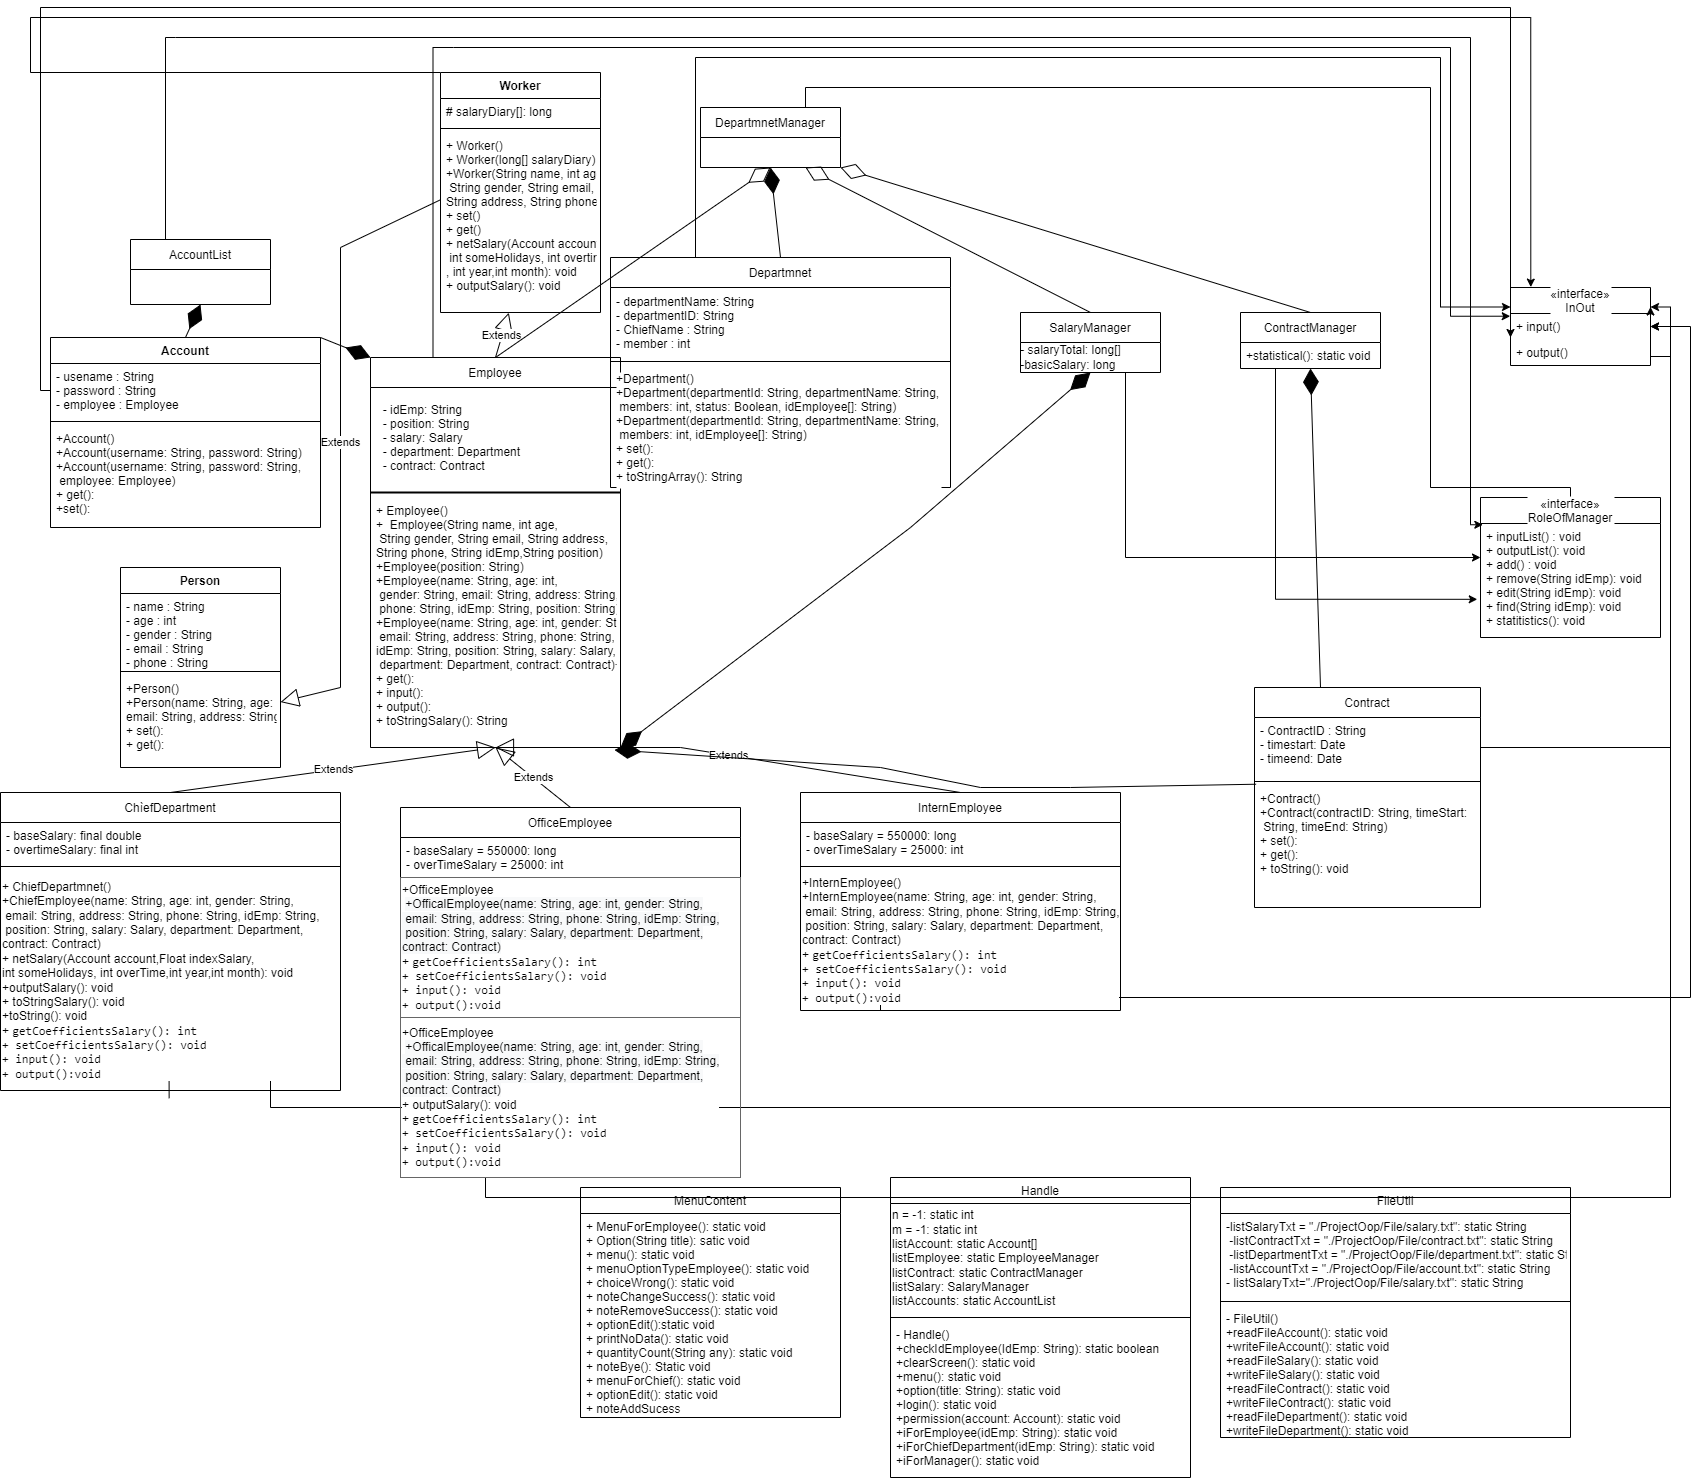 Worker
# salaryDiary[]: long
+ Worker()
+ Worker(long[] salaryDiary)
+Worker(String name, int ag
String gender, String email,
String address, String phone
+ set()
+ get()
+ netSalary(Account accoun
int someHolidays, int overtir
, int year,int month): void
+ outputSalary(): void
DepartmnetManager
AccountList
Departmnet
- departmentName: String
- departmentID: String
- ChiefName : String
- member : int
+Department()
+Department(departmentId: String, departmentName: String,
members: int, status: Boolean, idEmployee[]: String)
+Department(departmentId: String, departmentName: String,
members: int, idEmployee[]: String)
+ set():
+ get():
+ toStringArray(): String
«interface»
InOut
+ input()
+ output()
SalaryManager
- salaryTotal: long[]
-basicSalary: long
ContractManager
+statistical(): static void
Extends
Account
- usename : String
- password : String
- employee : Employee
+Account()
+Account(username: String, password: String)
+Account(username: String, password: String,
employee: Employee)
+ get():
+set():
Extends
Employee
- idEmp: String
- position: String
- salary: Salary
- department: Department
- contract: Contract
+ Employee()
+  Employee(String name, int age,
String gender, String email, String address,
String phone, String idEmp,String position)
+Employee(position: String)
+Employee(name: String, age: int,
gender: String, email: String, address: String
phone: String, idEmp: String, position: String
+Employee(name: String, age: int, gender: St
email: String, address: String, phone: String,
idEmp: String, position: String, salary: Salary,
department: Department, contract: Contract)
+ get():
+ input():
+ output():
+ toStringSalary(): String
«interface»
RoleOfManager
+ inputList() : void
+ outputList(): void
+ add() : void
+ remove(String idEmp): void
+ edit(String idEmp): void
+ find(String idEmp): void
+ statitistics(): void
Person
- name : String
- age : int
- gender : String
- email : String
- phone : String
+Person()
+Person(name: String, age:
email: String, address: String
+ set():
+ get():
Contract
- ContractID : String
- timestart: Date
- timeend: Date
+Contract()
+Contract(contractID: String, timeStart:
String, timeEnd: String)
+ set():
+ get():
+ toString(): void
Extends
Extends
Extends
ChiefDepartment
- baseSalary: final double
- overtimeSalary: final int
+ ChiefDepartmnet()
+ChiefEmployee(name: String, age: int, gender: String,
email: String, address: String, phone: String, idEmp: String,
position: String, salary: Salary, department: Department,
contract: Contract)
+ netSalary(Account account,Float indexSalary,
int someHolidays, int overTime,int year,int month): void
+outputSalary(): void
+ toStringSalary(): void
+toString(): void
+ getCoefficientsSalary(): int
+ setCoefficientsSalary(): void
+ input(): void
+ output():void
OfficeEmployee
- baseSalary = 550000: long
- overTimeSalary = 25000: int
+OfficeEmployee
+OfficalEmployee(name: String, age: int, gender: String,
email: String, address: String, phone: String, idEmp: String,
position: String, salary: Salary, department: Department,
contract: Contract)
+ getCoefficientsSalary(): int
+ setCoefficientsSalary(): void
+ input(): void
+ output():void
+OfficeEmployee
+OfficalEmployee(name: String, age: int, gender: String,
email: String, address: String, phone: String, idEmp: String,
position: String, salary: Salary, department: Department,
contract: Contract)
+ outputSalary(): void
+ getCoefficientsSalary(): int
+ setCoefficientsSalary(): void
+ input(): void
+ output():void
InternEmployee
- baseSalary = 550000: long
- overTimeSalary = 25000: int
+InternEmployee()
+InternEmployee(name: String, age: int, gender: String,
email: String, address: String, phone: String, idEmp: String,
position: String, salary: Salary, department: Department,
contract: Contract)
+ getCoefficientsSalary(): int
+ setCoefficientsSalary(): void
+ input(): void
+ output():void
MenuContent
+ MenuForEmployee(): static void
+ Option(String title): satic void
+ menu(): static void
+ menuOptionTypeEmployee(): static void
+ choiceWrong(): static void
+ noteChangeSuccess(): static void
+ noteRemoveSuccess(): static void
+ optionEdit():static void
+ printNoData(): static void
+ quantityCount(String any): static void
+ noteBye(): Static void
+ menuForChief(): static void
+ optionEdit(): static void
+ noteAddSucess
Handle
n = -1: static int
m = -1: static int
listAccount: static Account[]
listEmployee: static EmployeeManager
listContract: static ContractManager
listSalary: SalaryManager
listAccounts: static AccountList
- Handle()
+checkIdEmployee(IdEmp: String): static boolean
+clearScreen(): static void
+menu(): static void
+option(title: String): static void
+login(): static void
+permission(account: Account): static void
+iForEmployee(idEmp: String): static void
+iForChiefDepartment(idEmp: String): static void
+iForManager(): static void
FileUtil
-listSalaryTxt = "./ProjectOop/File/salary.txt": static String
-listContractTxt = "./ProjectOop/File/contract.txt": static String
-listDepartmentTxt = "./ProjectOop/File/department.txt": static St
-listAccountTxt = "./ProjectOop/File/account.txt": static String
- listSalaryTxt="./ProjectOop/File/salary.txt": static String
- FileUtil()
+readFileAccount(): static void
+writeFileAccount(): static void
+readFileSalary(): static void
+writeFileSalary(): static void
+readFileContract(): static void
+writeFileContract(): static void
+readFileDepartment(): static void
+writeFileDepartment(): static void